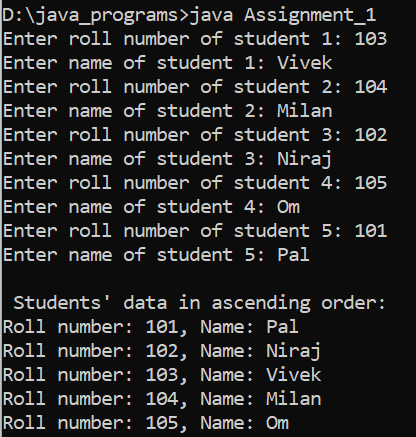 D:\java_programs>java Assignment_1
Enter roll number of student 1: 103
Enter name of student 1: Vivek
Enter roll number of student 2: 104
Enter name of student 2: Milan
Enter roll number of student 3: 102
Enter name of student 3: Niraj
Enter roll number of student 4: 105
Enter name of student 4: Om
Enter roll number of student 5: 101
Enter name of student 5: Pal

 Students' data in ascending order:
Roll number: 101, Name: Pal
Roll number: 102, Name: Niraj
Roll number: 103, Name: Vivek
Roll number: 104, Name: Milan
Roll number: 105, Name: Om